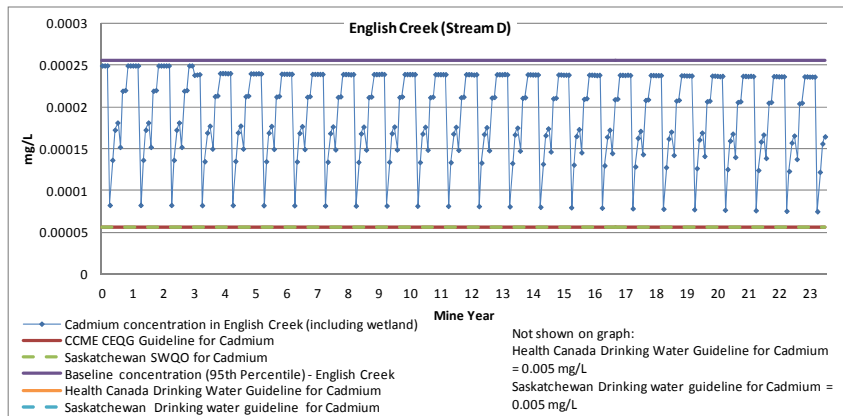 English Creek (Stream D)
0.0003
0.00025
0.0002
0.00015
0.0001
0.00005
0
mg/L
0 1 2 3 4 5 6 7 8 9 10 11 12 13 14 15 16 17 18 19 20 21 22 23
Mine Year
Cadmium concentration in English Creek (including wetland)
CCME CEQG Guideline for Cadmium
Saskatchewan SWQO for Cadmium
Baseline concentration (95th Percentile) - English Creek
Health Canada Drinking Water Guideline for Cadmium
Saskatchewan Drinking water guideline for Cadmium
Not shown on graph:
Health Canada Drinking Water Guideline for Cadmium
= 0.005 mg/L
Saskatchewan Drinking water guideline for Cadmium =
0.005 mg/L